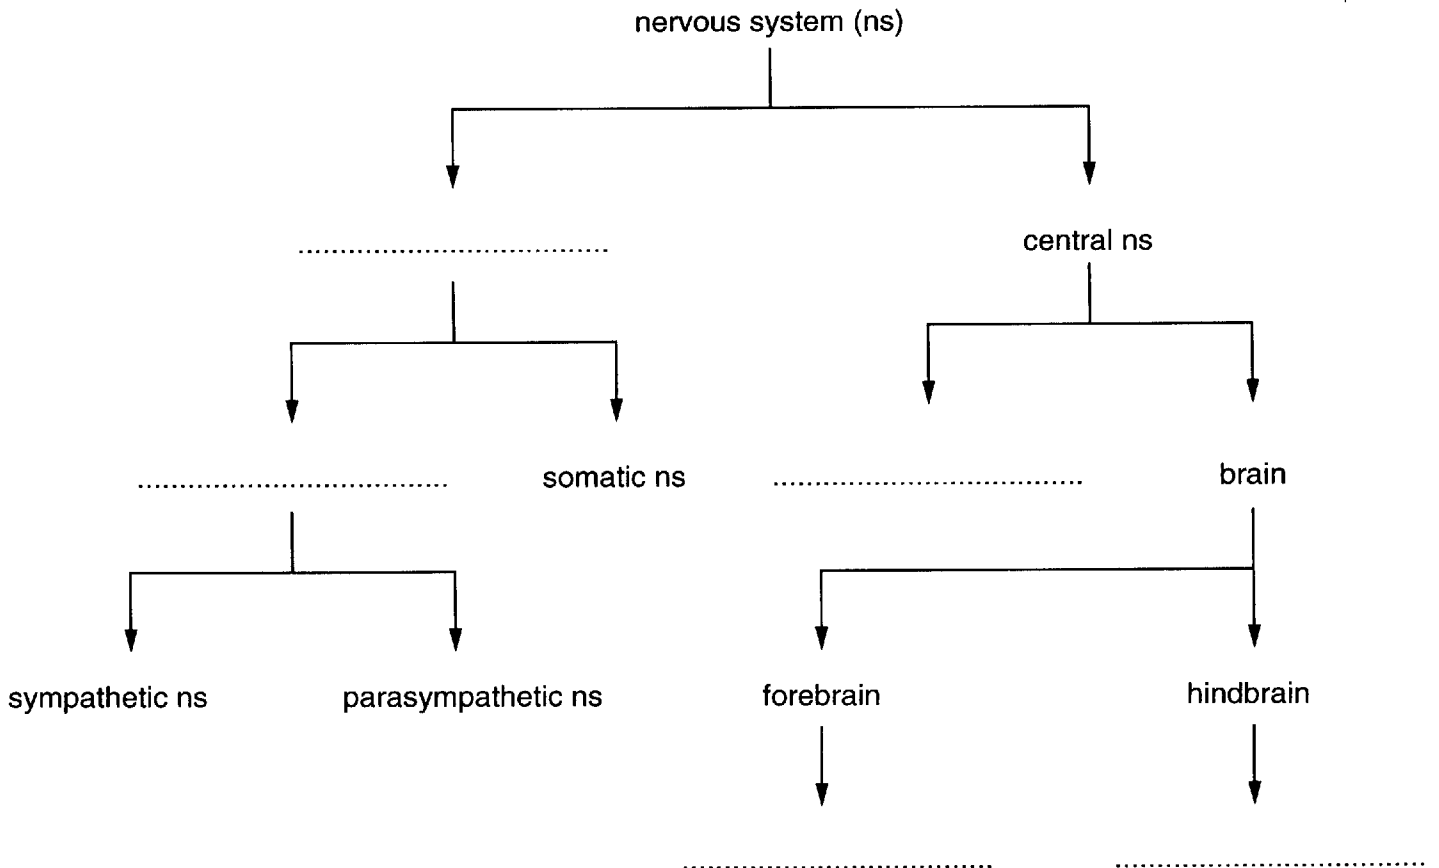 nervous system (ns)
central ns
somatic ns
brain
sympathetic ns
parasympathetic ns
forebrain
hindbrain